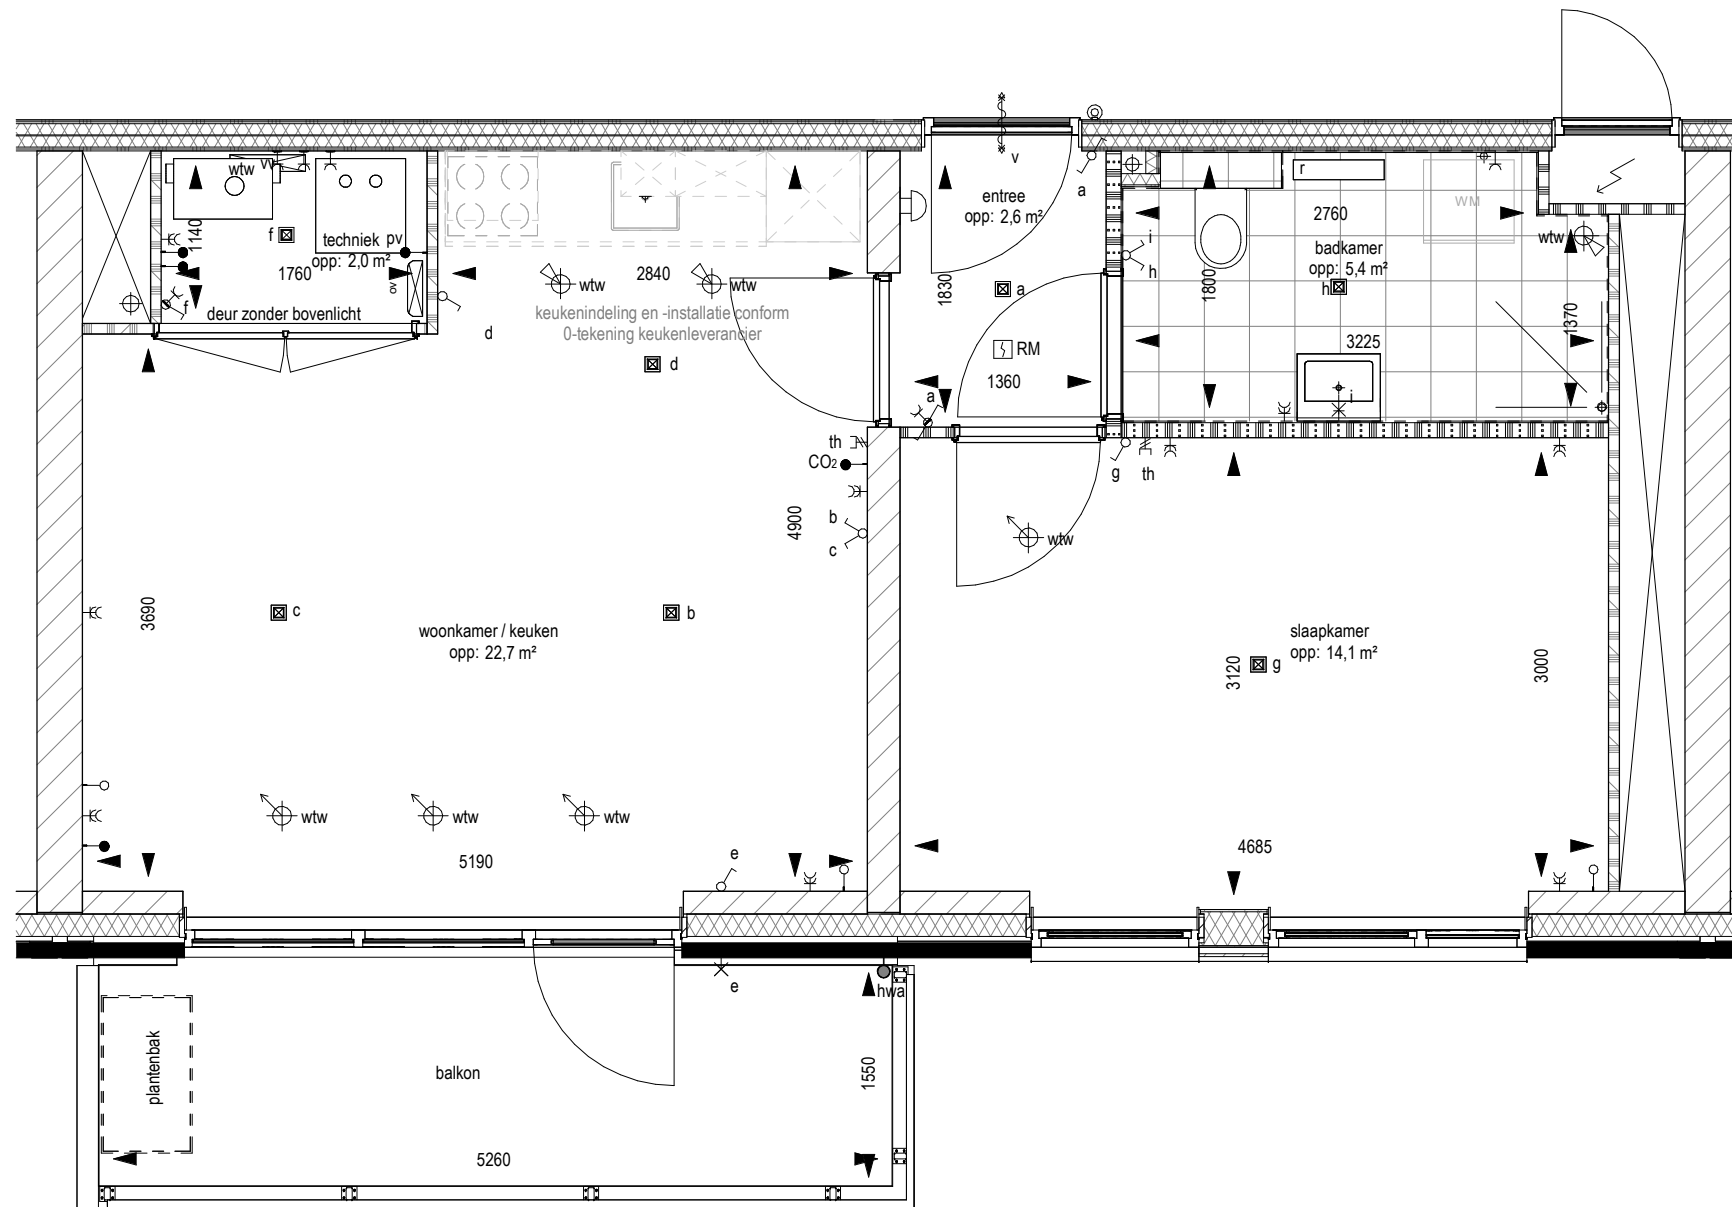 wtw
v
a
entree
opp: 2,6 m²
r
WM
2760
badkamer
opp: 5,4 m²
h
wtw
i
h
1140
f
techniek
opp: 2,0 m²
pv
1760
ov
f
deur zonder bovenlicht
2840
wtw
wtw
keukenindeling en -installatie conform
0-tekening keukenleverancier
d
d
1830
a
RM
1360
a
1800
1370
3225
i
th
CO2
4900
b
c
g
th
wtw
3690
c
b
woonkamer / keuken
opp: 22,7 m²
slaapkamer
opp: 14,1 m²
3120
g
3000
wtw
wtw
wtw
5190
e
4685
e
hwa
plantenbak
balkon
1550
5260